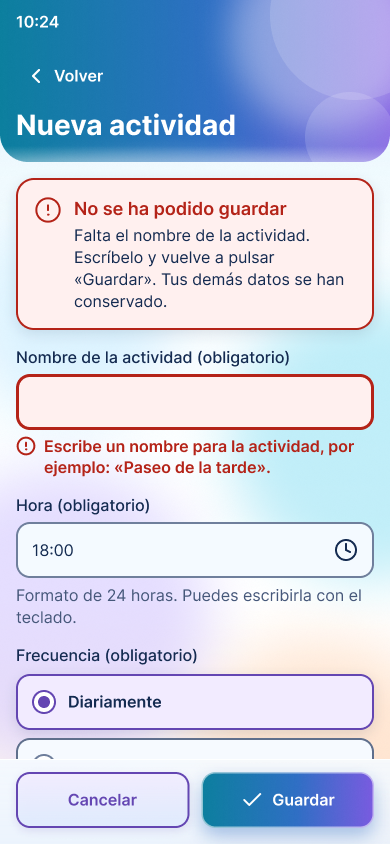 10:24
Volver
Nueva actividad
No se ha podido guardar
Falta el nombre de la actividad.
Escríbelo y vuelve a pulsar
«Guardar». Tus demás datos se han
conservado.
Nombre de la actividad (obligatorio)
Escribe un nombre para la actividad, por
ejemplo: «Paseo de la tarde».
Hora (obligatorio)
18:00
Formato de 24 horas. Puedes escribirla con el
teclado.
Frecuencia (obligatorio)
Diariamente
Cancelar
Guardar